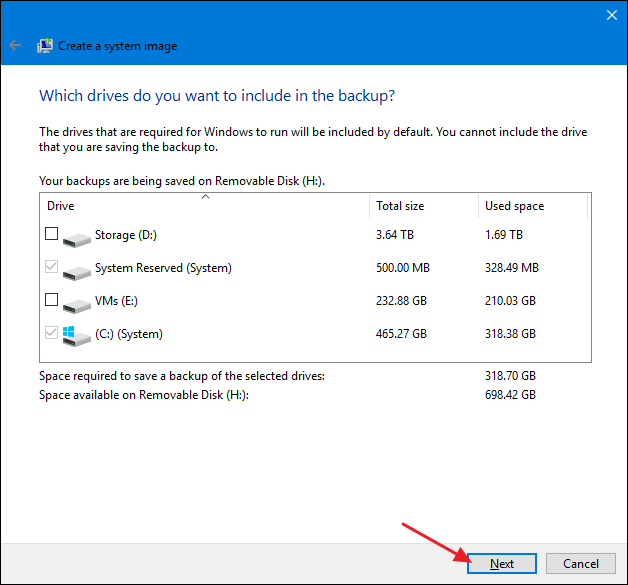 Create a system image
Which drives do you want to include in the backup?
The drives that are required for Windows to run will be included by default. You cannot include the drive
that you are saving the backup to.
Your backups are being saved on Removable Disk (H:).
Drive Total size Used space
Storage (D:) 3.64 TB 1.69 TB
System Reserved (System) 500.00 MB 328.49 MB
VMs (E:) 232.88 GB 210.03 GB
(C:) (System) 465.27 GB 318.38 GB
Space required to save a backup of the selected drives: 318.70 GB
Space available on Removable Disk (H:): 698.42 GB
Next Cancel